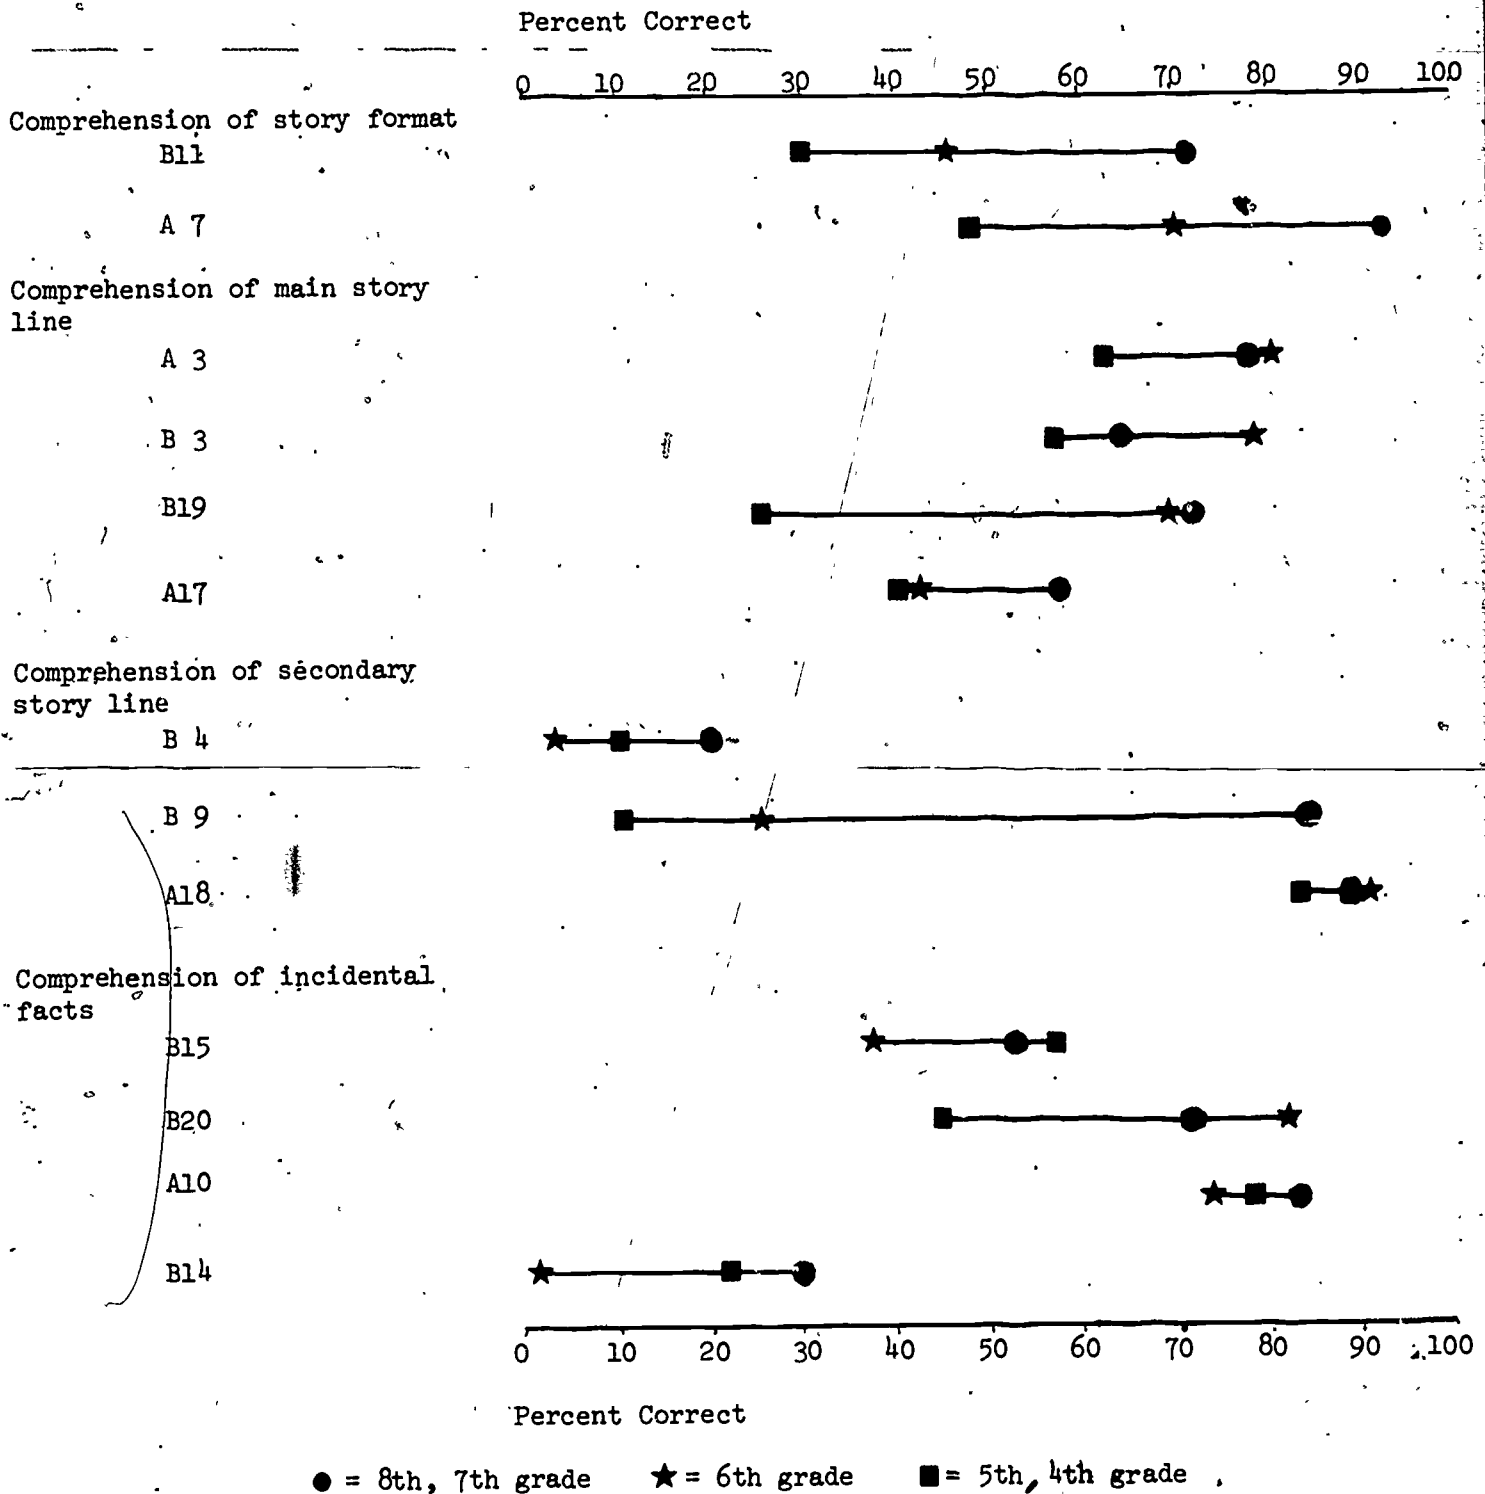 Percent Correct
0 10 20 30 40 50 60 70 80 90 100
Comprehension of story format
B11
A 7
Comprehension of main story
line
A 3
B 3
B19
A17
Comprehension of secondary
story line
B 4
B 9
A18
Comprehension of incidental
facts
B15
B20
A10
B14
0 10 20 30 40 50 60 70 80 90 100
Percent Correct
● = 8th, 7th grade ★ = 6th grade ■ = 5th, 4th grade